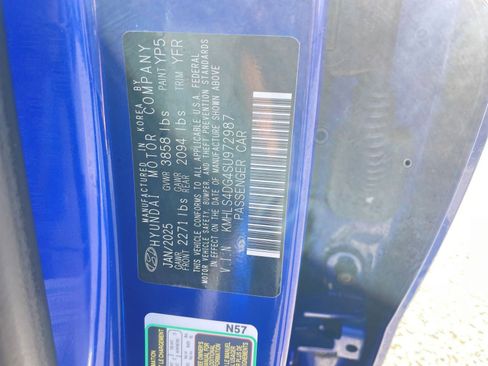 MANUFACTURED IN KOREA BY
HYUNDAI MOTOR COMPANY
JAN/2025 GVWR 3858 lbs PAINT YP5
GAWR FRONT 2271 lbs GAWR REAR 2094 lbs TRIM YFR
THIS VEHICLE CONFORMS TO ALL APPLICABLE U.S.A. FEDERAL
MOTOR VEHICLE SAFETY, BUMPER, AND THEFT PREVENTION STANDARDS
IN EFFECT ON THE DATE OF MANUFACTURE SHOWN ABOVE
V.I.N KMHLS4DG4SU972987
PASSENGER CAR
N57